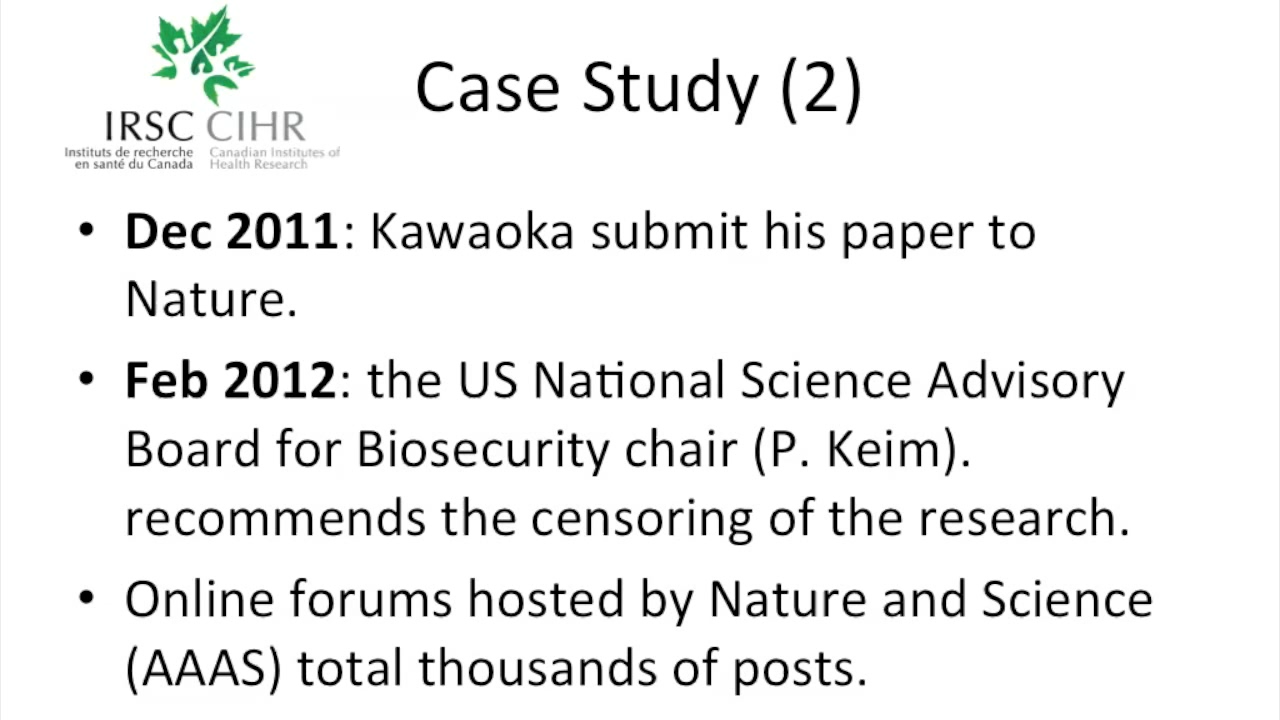 Case Study (2)
IRSC CIHR
Instituts de recherche Canadian Institutes of
en santé du Canada Health Research
• Dec 2011: Kawaoka submit his paper to
Nature.
• Feb 2012: the US National Science Advisory
Board for Biosecurity chair (P. Keim).
recommends the censoring of the research.
• Online forums hosted by Nature and Science
(AAAS) total thousands of posts.